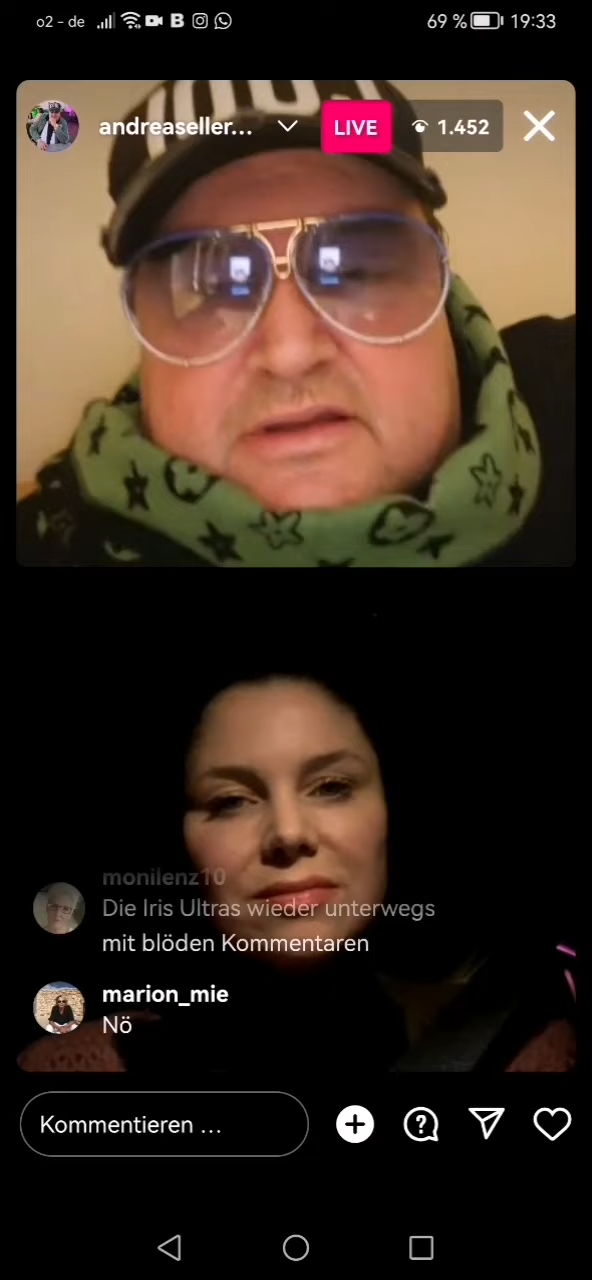 o2 - de
69 %
19:33
andreaseller...
LIVE
1.452
monilenz10
Die Iris Ultras wieder unterwegs
mit blöden Kommentaren
marion_mie
Nö
Kommentieren ...